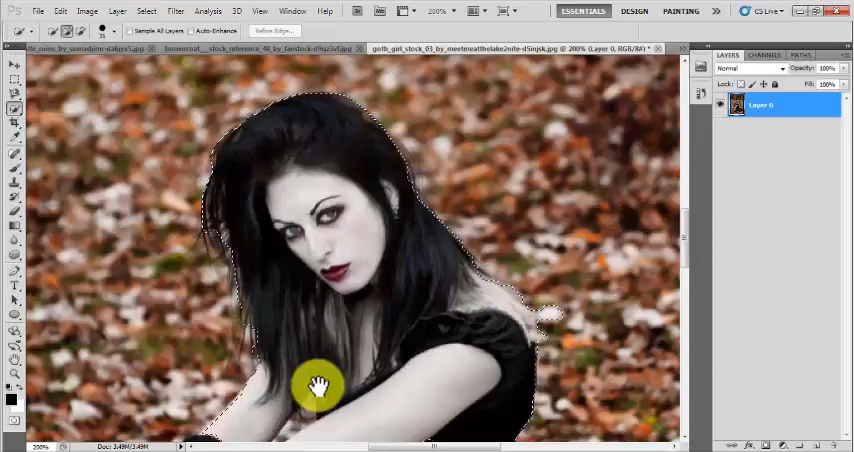 Ps File Edit Image Layer Select Filter Analysis 3D View Window Help 200% ESSENTIALS DESIGN PAINTING CS Live
35 Sample All Layers Auto-Enhance Refine Edge...
goth_girl_stock_03_by_meetmeatthelake2nite-d5injsk.jpg @ 200% (Layer 0, RGB/8#) *
LAYERS CHANNELS PATHS
Normal Opacity: 100%
Lock: Fill: 100%
Layer 0
200% Doc: 3.49M/3.49M